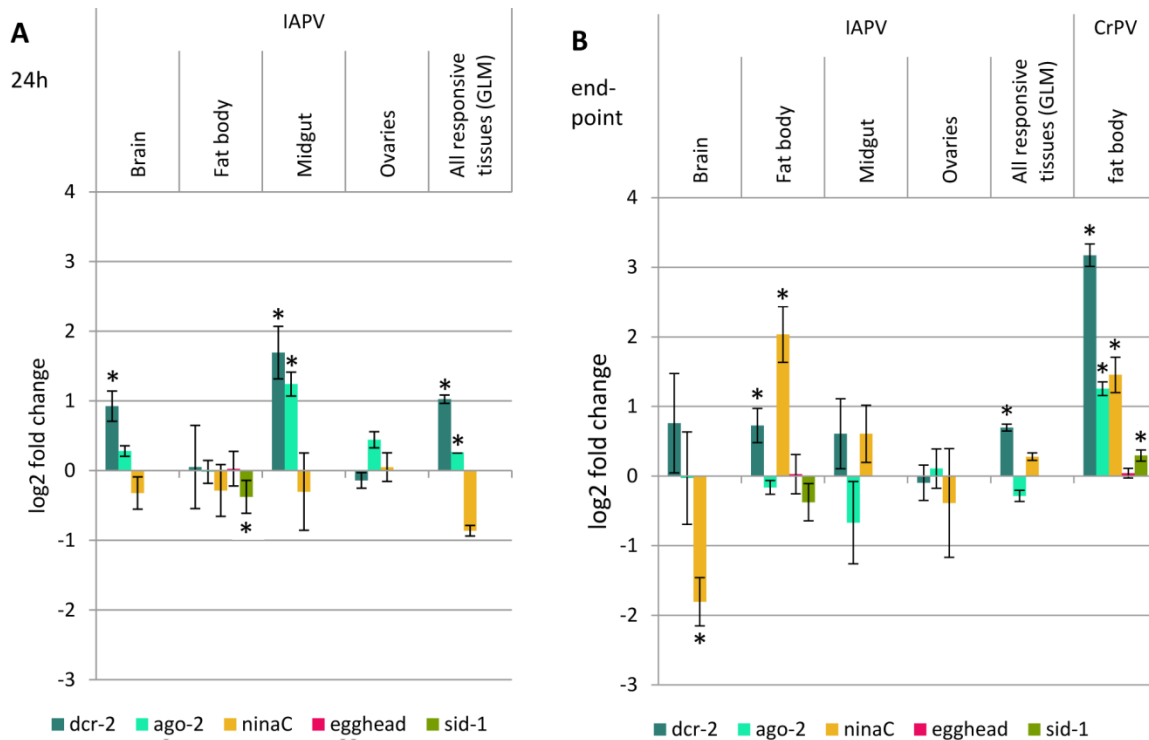 A
24h
IAPV
Brain
Fat body
Midgut
Ovaries
All responsive
tissues (GLM)
log2 fold change
4
3
2
1
0
-1
-2
-3
*
*
*
*
*
*
dcr-2 ago-2 ninaC egghead sid-1
B
end-
point
IAPV CrPV
Brain
Fat body
Midgut
Ovaries
All responsive
tissues (GLM)
fat body
log2 fold change
4
3
2
1
0
-1
-2
-3
*
*
*
*
*
*
*
*
dcr-2 ago-2 ninaC egghead sid-1